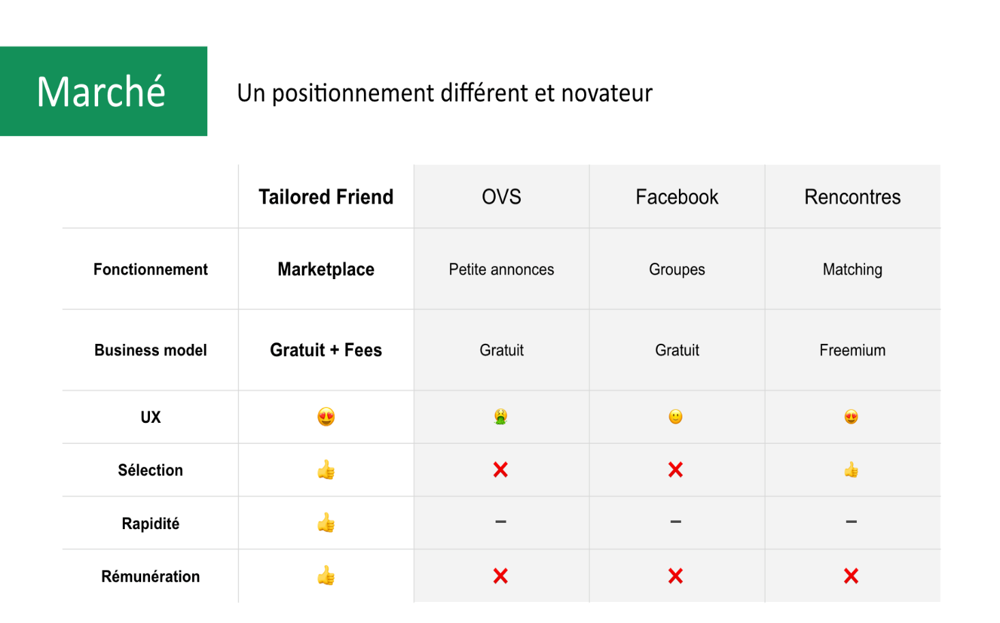 Marché
Un positionnement différent et novateur
Tailored Friend OVS Facebook Rencontres
Fonctionnement Marketplace Petite annonces Groupes Matching
Business model Gratuit + Fees Gratuit Gratuit Freemium
UX 😍 🤮 🙂 😍
Sélection 👍 ❌ ❌ 👍
Rapidité 👍 – – –
Rémunération 👍 ❌ ❌ ❌